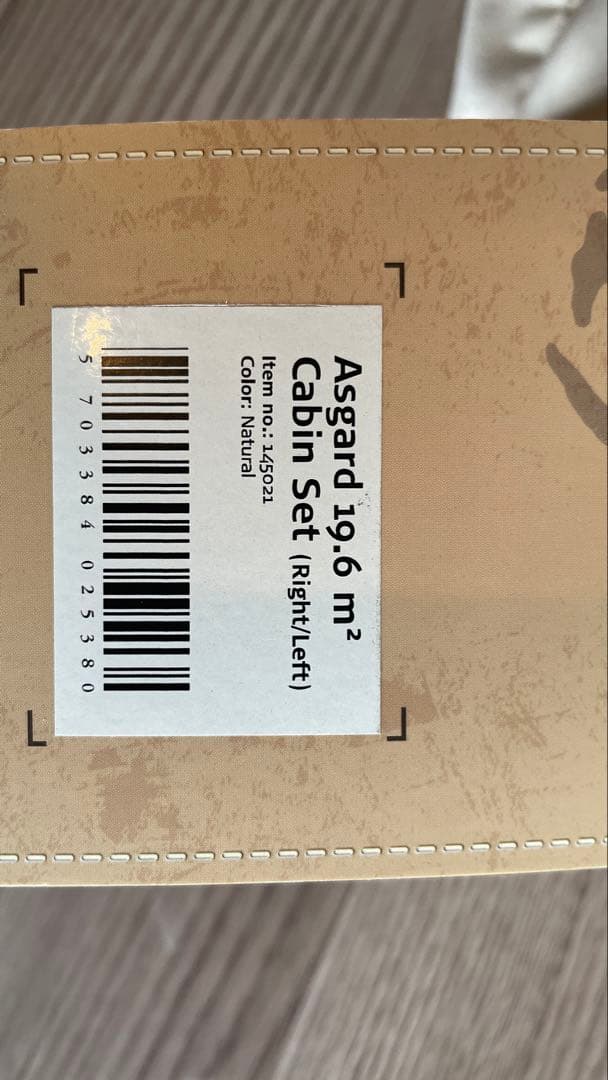 Asgard 19.6 m²
Cabin Set (Right/Left)
Item no.: 145021
Color: Natural
5 703384 025380